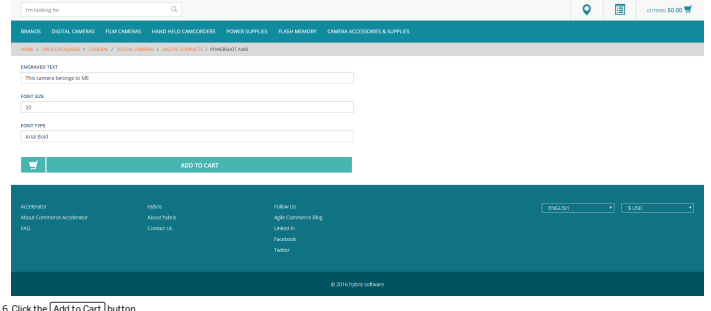 I'm looking for
(0 ITEMS) $0.00
BRANDS DIGITAL CAMERAS FILM CAMERAS HAND HELD CAMCORDERS POWER SUPPLIES FLASH MEMORY CAMERA ACCESSORIES & SUPPLIES
HOME / OPEN CATALOGUE / CAMERAS / DIGITAL CAMERAS / DIGITAL COMPACTS / POWERSHOT A480
ENGRAVED TEXT
This camera belongs to ME
FONT SIZE
20
FONT TYPE
Arial Bold
ADD TO CART
Accelerator Hybris Follow Us
ENGLISH $ USD
About Commerce Accelerator About hybris Agile Commerce Blog
FAQ Contact Us Linked In
Facebook
Twitter
© 2016 hybris software
6. Click the Add to Cart button